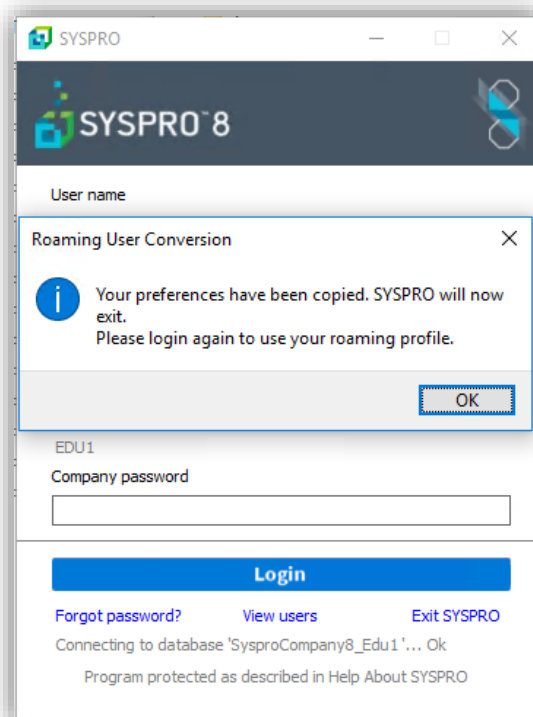 SYSPRO
SYSPRO™8
User name
Roaming User Conversion
Your preferences have been copied. SYSPRO will now
exit.
Please login again to use your roaming profile.
OK
EDU1
Company password
Login
Forgot password? View users Exit SYSPRO
Connecting to database 'SysproCompany8_Edu1'... Ok
Program protected as described in Help About SYSPRO